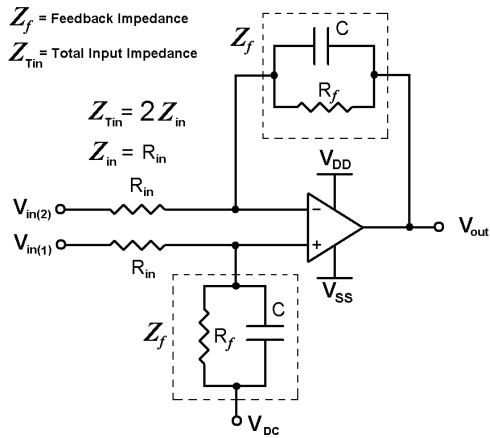 Zf = Feedback Impedance
ZTin = Total Input Impedance
Zf
C
Rf
ZTin = 2Zin
Zin = Rin
VDD
Rin
Vin(2)
−
Vout
Vin(1)
+
Rin
VSS
Zf
Rf
C
VDC